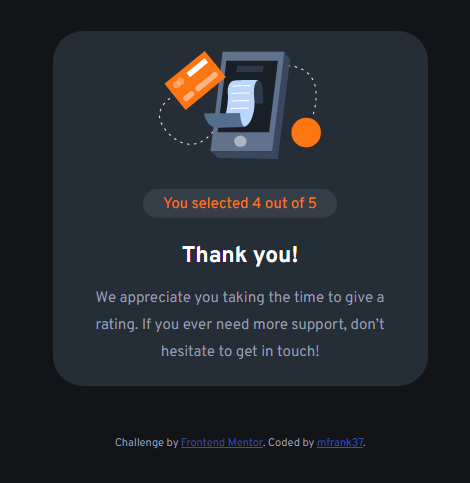 You selected 4 out of 5
Thank you!
We appreciate you taking the time to give a
rating. If you ever need more support, don’t
hesitate to get in touch!
Challenge by Frontend Mentor. Coded by mfrank37.